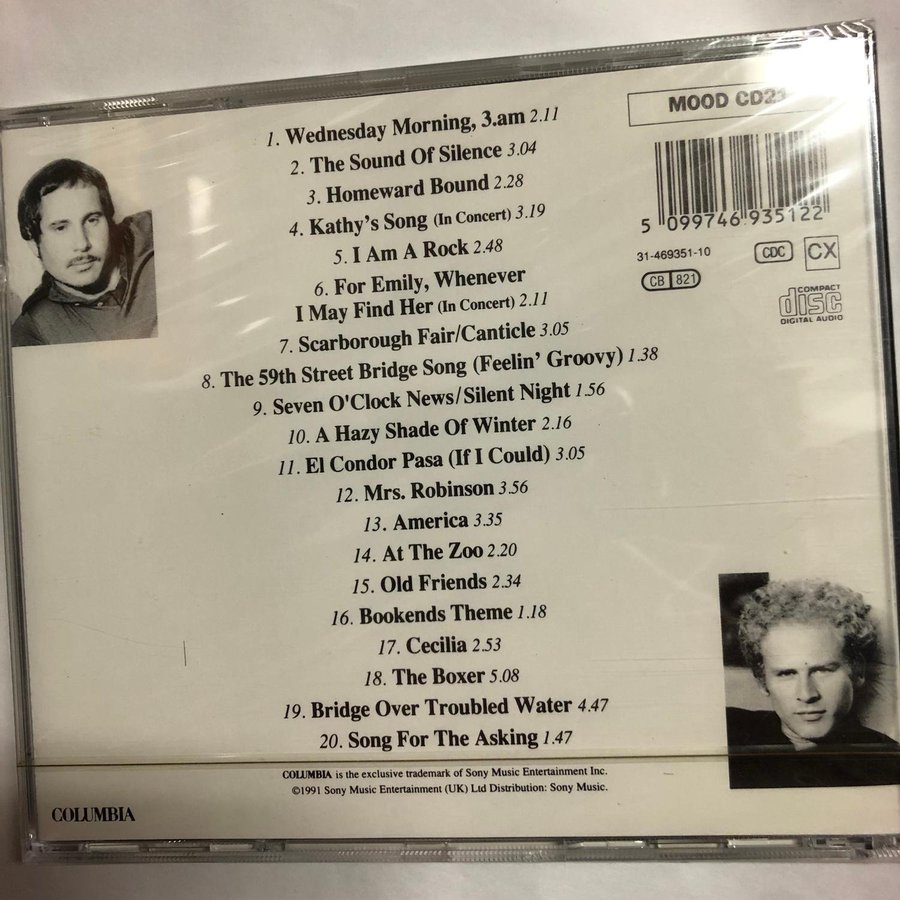 MOOD CD21
1. Wednesday Morning, 3.am 2.11
2. The Sound Of Silence 3.04
3. Homeward Bound 2.28
4. Kathy's Song (In Concert) 3.19
5. I Am A Rock 2.48
6. For Emily, Whenever
I May Find Her (In Concert) 2.11
7. Scarborough Fair/Canticle 3.05
8. The 59th Street Bridge Song (Feelin' Groovy) 1.38
9. Seven O'Clock News/Silent Night 1.56
10. A Hazy Shade Of Winter 2.16
11. El Condor Pasa (If I Could) 3.05
12. Mrs. Robinson 3.56
13. America 3.35
14. At The Zoo 2.20
15. Old Friends 2.34
16. Bookends Theme 1.18
17. Cecilia 2.53
18. The Boxer 5.08
19. Bridge Over Troubled Water 4.47
20. Song For The Asking 1.47
5 099746 935122
31-469351-10
CDC
CX
CB 821
COMPACT
disc
DIGITAL AUDIO
COLUMBIA is the exclusive trademark of Sony Music Entertainment Inc.
©1991 Sony Music Entertainment (UK) Ltd Distribution: Sony Music.
COLUMBIA